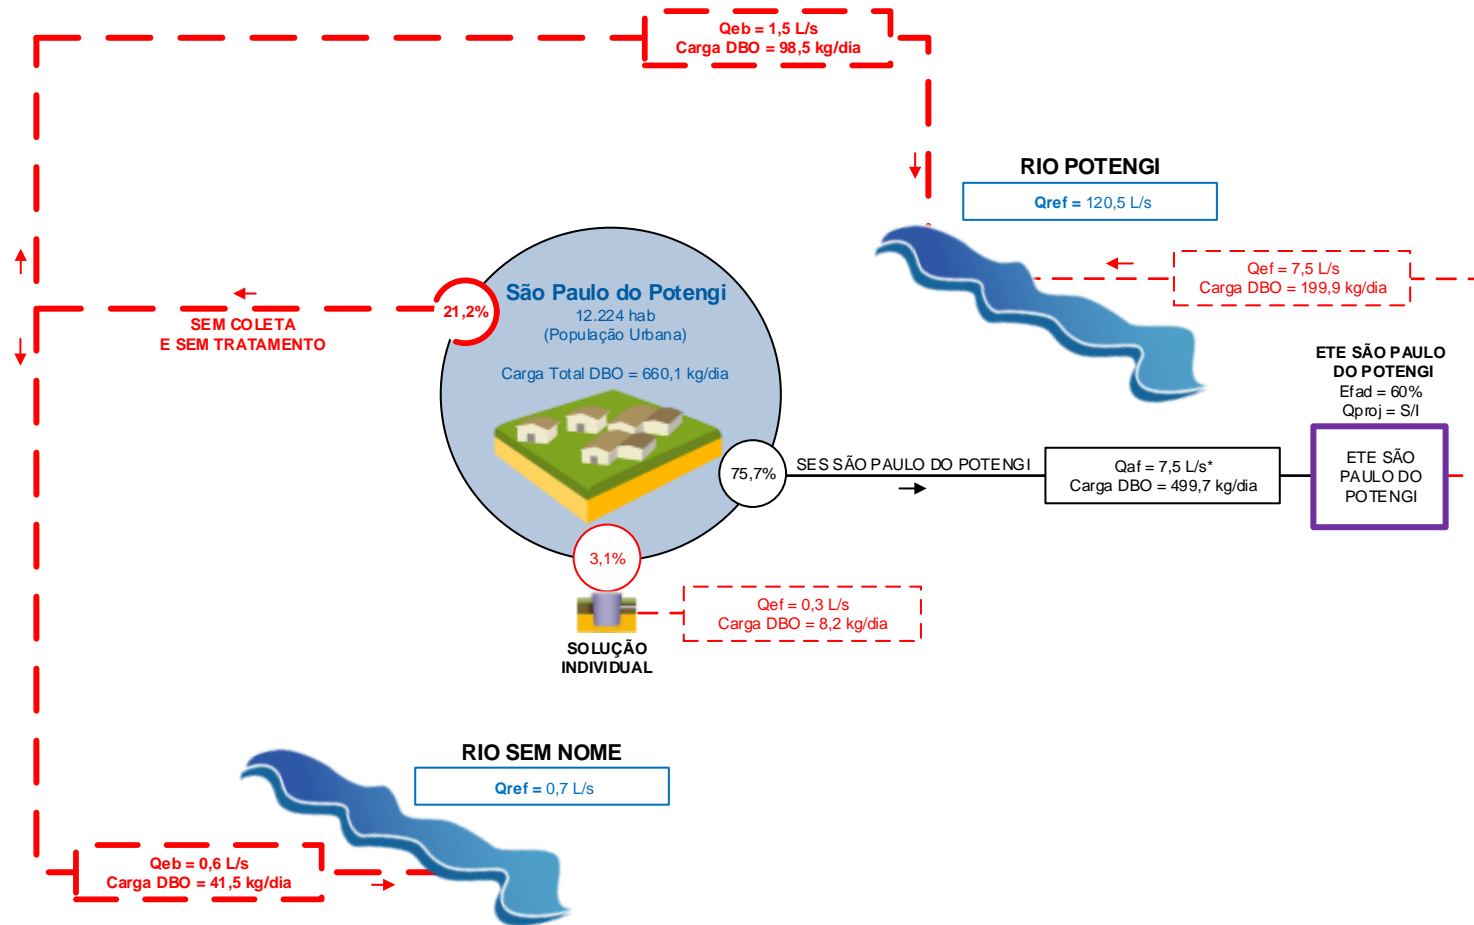 Qeb = 1,5 L/s
Carga DBO = 98,5 kg/dia
RIO POTENGI
Qref = 120,5 L/s
Qef = 7,5 L/s
Carga DBO = 199,9 kg/dia
21,2%
SEM COLETA
E SEM TRATAMENTO
São Paulo do Potengi
12.224 hab
(População Urbana)
Carga Total DBO = 660,1 kg/dia
ETE SÃO PAULO
DO POTENGI
Efad = 60%
Qproj = S/I
75,7%
SES SÃO PAULO DO POTENGI
Qaf = 7,5 L/s*
Carga DBO = 499,7 kg/dia
ETE SÃO
PAULO DO
POTENGI
3,1%
Qef = 0,3 L/s
Carga DBO = 8,2 kg/dia
SOLUÇÃO
INDIVIDUAL
RIO SEM NOME
Qref = 0,7 L/s
Qeb = 0,6 L/s
Carga DBO = 41,5 kg/dia